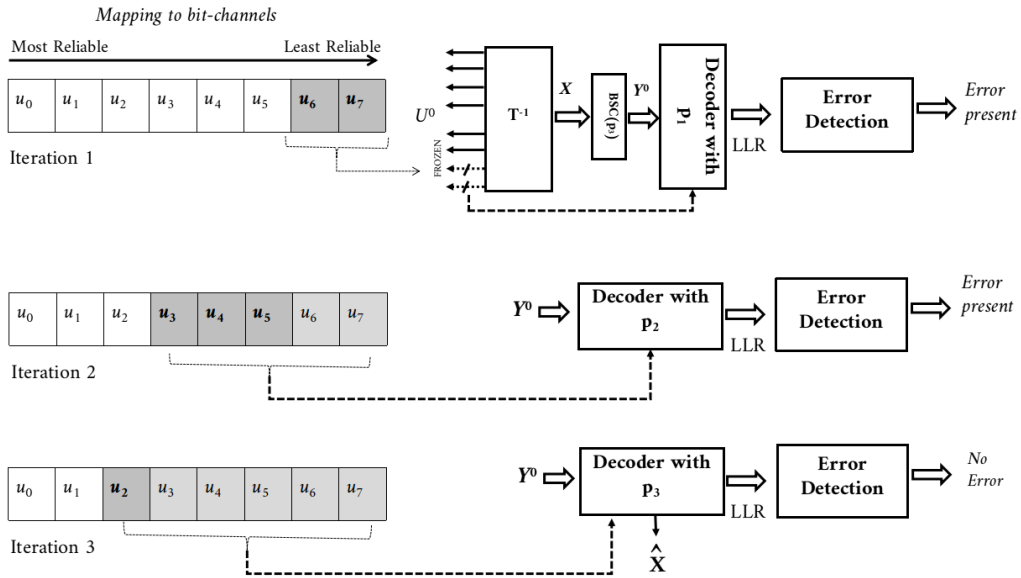 Mapping to bit-channels
Most Reliable Least Reliable
u0 u1 u2 u3 u4 u5 u6 u7
Iteration 1
U0
FROZEN
T-1
X
BSC(p3)
Y0
Decoder with
p1
LLR
Error
Detection
Error
present
u0 u1 u2 u3 u4 u5 u6 u7
Iteration 2
Y0
Decoder with
p2
LLR
Error
Detection
Error
present
u0 u1 u2 u3 u4 u5 u6 u7
Iteration 3
Y0
Decoder with
p3
LLR
Error
Detection
No
Error
X̂